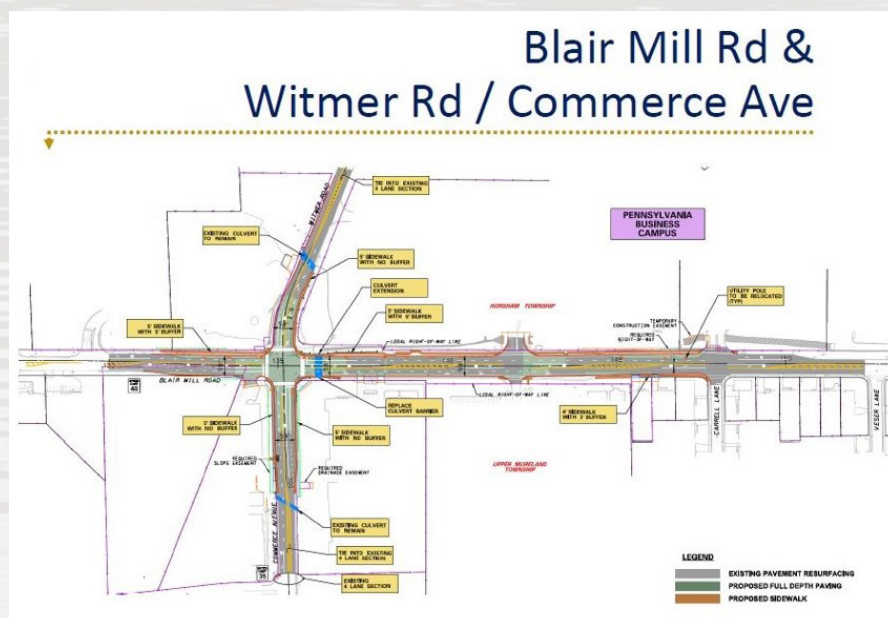 Blair Mill Rd &
Witmer Rd / Commerce Ave
TIE INTO EXISTING
3 LANE SECTION
WITMER ROAD
PENNSYLVANIA
BUSINESS
CAMPUS
EXISTING CULVERT
TO REMAIN
5' SIDEWALK
WITH NO BUFFER
CULVERT
EXTENSION
UTILITY POLE
TO BE RELOCATED
(TYP)
HORSHAM TOWNSHIP
5' SIDEWALK
WITH 5' BUFFER
TEMPORARY
CONSTRUCTION EASEMENT
5' SIDEWALK
WITH 5' BUFFER
REQUIRED
RIGHT-OF-WAY
LEGAL RIGHT-OF-WAY LINE
135
BLAIR MILL ROAD
40
LEGAL RIGHT-OF-WAY LINE
REPLACE
CULVERT BARRIER
4' SIDEWALK
WITH 3' BUFFER
CARRELL LANE
VESER LANE
5' SIDEWALK
WITH NO BUFFER
5' SIDEWALK
WITH NO BUFFER
REQUIRED
SLOPE EASEMENT
REQUIRED
DRAINAGE EASEMENT
UPPER MORELAND
TOWNSHIP
COMMERCE AVENUE
EXISTING CULVERT
TO REMAIN
TIE INTO EXISTING
4 LANE SECTION
35
EXISTING
4 LANE SECTION
LEGEND
EXISTING PAVEMENT RESURFACING
PROPOSED FULL DEPTH PAVING
PROPOSED SIDEWALK